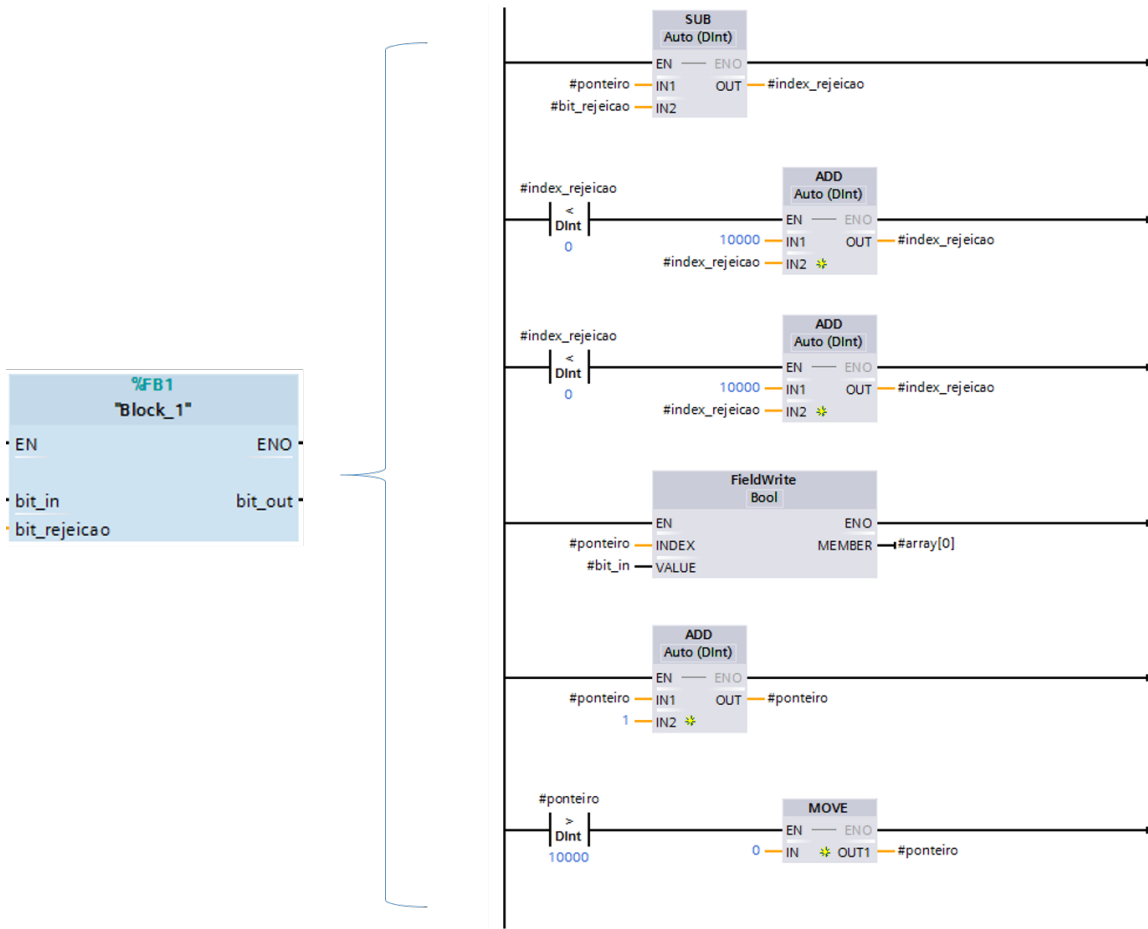 %FB1
"Block_1"
EN ENO
bit_in bit_out
bit_rejeicao
SUB
Auto (DInt)
EN ENO
#ponteiro IN1 OUT #index_rejeicao
#bit_rejeicao IN2
#index_rejeicao
<
DInt
0
ADD
Auto (DInt)
EN ENO
10000 IN1 OUT #index_rejeicao
#index_rejeicao IN2
#index_rejeicao
<
DInt
0
ADD
Auto (DInt)
EN ENO
10000 IN1 OUT #index_rejeicao
#index_rejeicao IN2
FieldWrite
Bool
EN ENO
#ponteiro INDEX MEMBER #array[0]
#bit_in VALUE
ADD
Auto (DInt)
EN ENO
#ponteiro IN1 OUT #ponteiro
1 IN2
#ponteiro
>
DInt
10000
MOVE
EN ENO
0 IN OUT1 #ponteiro